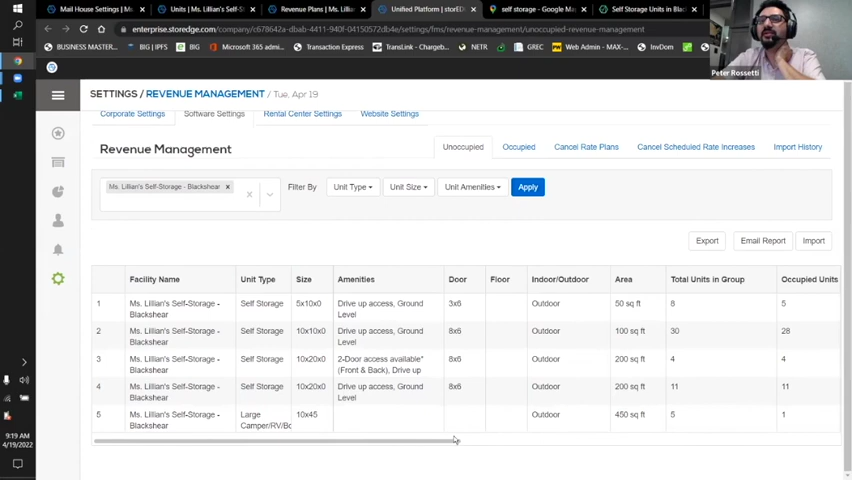 Mail House Settings |
Units | Ms. Lillian's Self-S
Revenue Plans | Ms. Lillian
Unified Platform | storED
self storage - Google Ma
Self Storage Units in Black
enterprise.storedge.com/company/c678642a-dbab-4411-940f-04150572db4e/settings/fms/revenue-management/unoccupied-revenue-management
BUSINESS MASTER...
BIG | IPFS
BIG
Microsoft 365 admin...
Transaction Express
TransLink - Chargeb...
NETR
GREC
Web Admin - MAX-...
InvDom
Peter Rossetti
SETTINGS / REVENUE MANAGEMENT / Tue, Apr 19
Corporate Settings Software Settings Rental Center Settings Website Settings
Revenue Management
Unoccupied Occupied Cancel Rate Plans Cancel Scheduled Rate Increases Import History
Ms. Lillian's Self-Storage - Blackshear ×
Filter By Unit Type Unit Size Unit Amenities Apply
Export Email Report Import
Facility Name Unit Type Size Amenities Door Floor Indoor/Outdoor Area Total Units in Group Occupied Units
1 Ms. Lillian's Self-Storage - Self Storage 5x10x0 Drive up access, Ground 3x6 Outdoor 50 sq ft 8 5
Blackshear Level
2 Ms. Lillian's Self-Storage - Self Storage 10x10x0 Drive up access, Ground 8x6 Outdoor 100 sq ft 30 28
Blackshear Level
3 Ms. Lillian's Self-Storage - Self Storage 10x20x0 2-Door access available* 8x6 Outdoor 200 sq ft 4 4
Blackshear (Front & Back), Drive up
4 Ms. Lillian's Self-Storage - Self Storage 10x20x0 Drive up access, Ground 8x6 Outdoor 200 sq ft 11 11
Blackshear Level
5 Ms. Lillian's Self-Storage - Large 10x45 Outdoor 450 sq ft 5 1
Blackshear Camper/RV/Bo
9:19 AM
4/19/2022